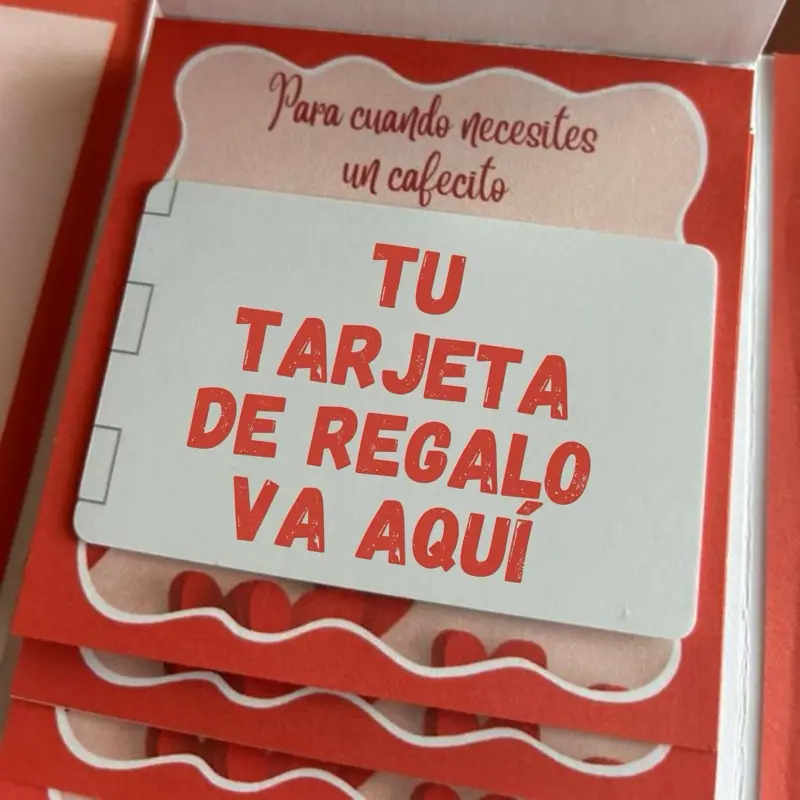 Para cuando necesites
un cafecito
TU
TARJETA
DE REGALO
VA AQUÍ